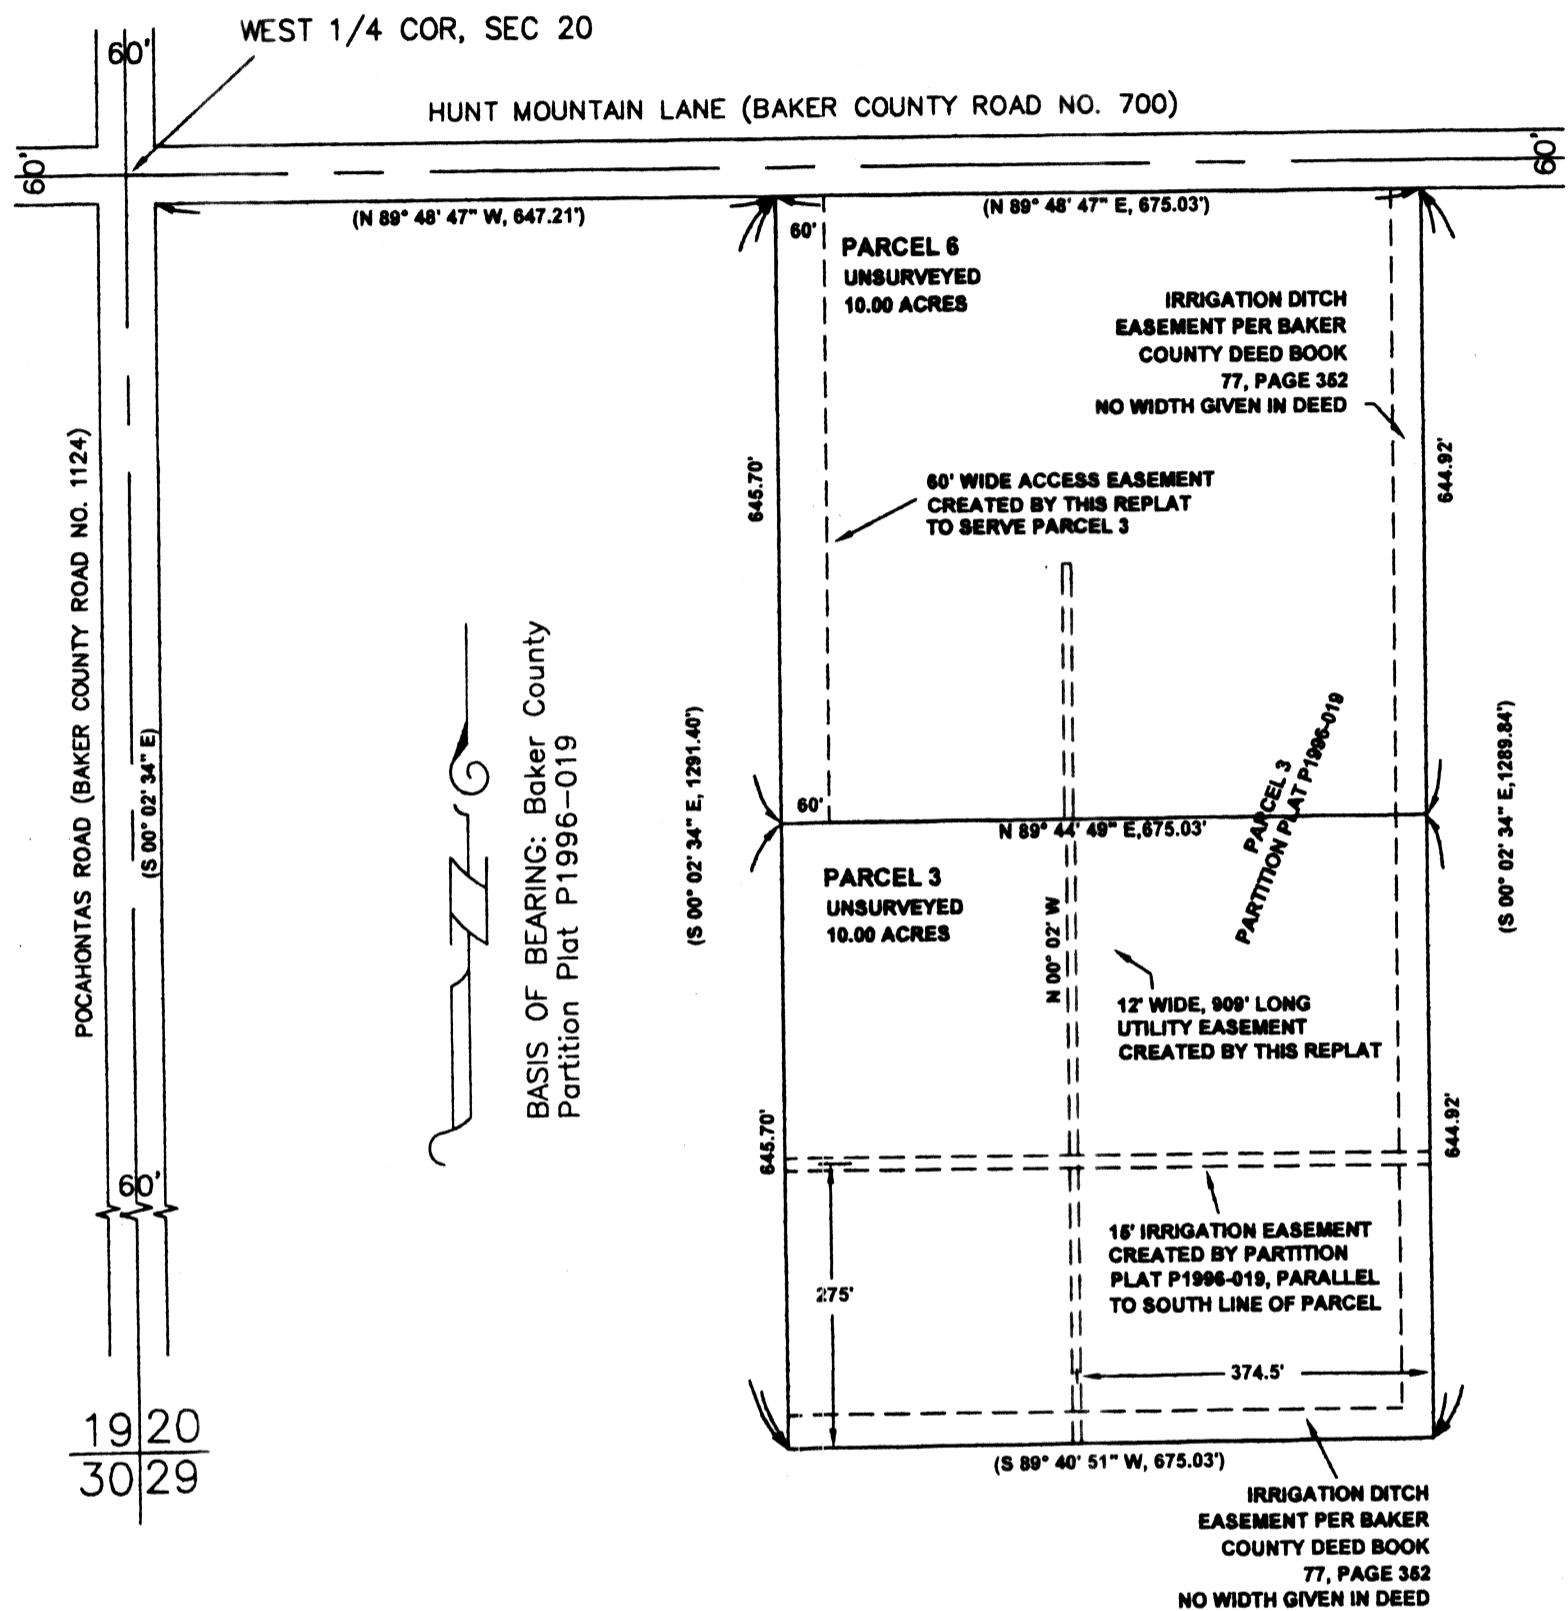 60'
WEST 1/4 COR, SEC 20
HUNT MOUNTAIN LANE (BAKER COUNTY ROAD NO. 700)
60'
60'
(N 89° 48' 47" W, 647.21')
(N 89° 48' 47" E, 675.03')
60'
PARCEL 6
UNSURVEYED
10.00 ACRES
IRRIGATION DITCH
EASEMENT PER BAKER
COUNTY DEED BOOK
77, PAGE 352
NO WIDTH GIVEN IN DEED
645.70'
644.92'
60' WIDE ACCESS EASEMENT
CREATED BY THIS REPLAT
TO SERVE PARCEL 3
POCAHONTAS ROAD (BAKER COUNTY ROAD NO. 1124)
(S 00° 02' 34" E)
BASIS OF BEARING: Baker County
Partition Plat P1996-019
(S 00° 02' 34" E, 1291.40')
(S 00° 02' 34" E,1289.84')
PARCEL 3
PARTITION PLAT P1996-019
60'
N 89° 44' 49" E,675.03'
PARCEL 3
UNSURVEYED
10.00 ACRES
N 00° 02' W
12' WIDE, 909' LONG
UTILITY EASEMENT
CREATED BY THIS REPLAT
645.70'
644.92'
60'
15' IRRIGATION EASEMENT
CREATED BY PARTITION
PLAT P1996-019, PARALLEL
TO SOUTH LINE OF PARCEL
275'
374.5'
19 20
30 29
(S 89° 40' 51" W, 675.03')
IRRIGATION DITCH
EASEMENT PER BAKER
COUNTY DEED BOOK
77, PAGE 352
NO WIDTH GIVEN IN DEED